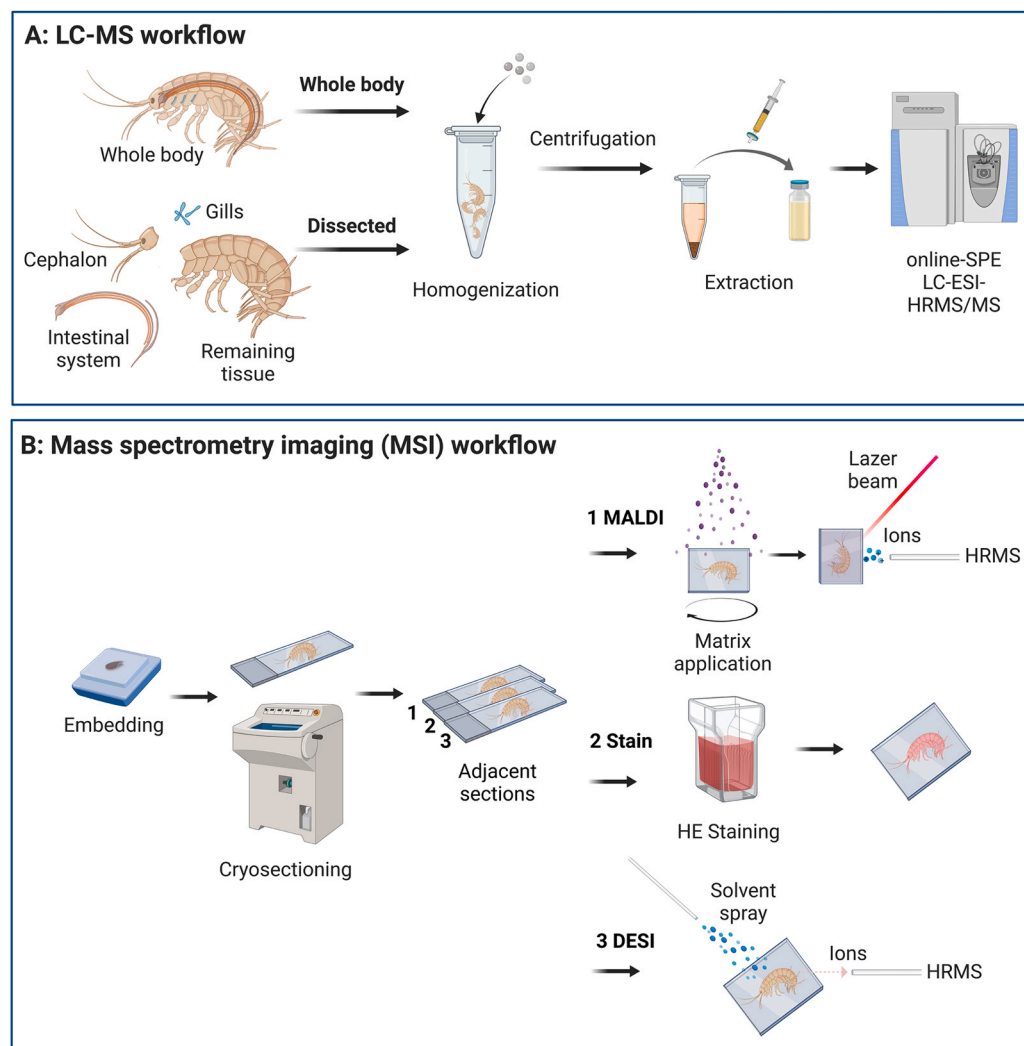 A: LC-MS workflow
Whole body
Whole body
Gills
Cephalon
Dissected
Intestinal
system
Remaining
tissue
Homogenization
Centrifugation
Extraction
online-SPE
LC-ESI-
HRMS/MS
B: Mass spectrometry imaging (MSI) workflow
Embedding
Cryosectioning
1
2
3
Adjacent
sections
1 MALDI
Matrix
application
Lazer
beam
Ions
HRMS
2 Stain
HE Staining
3 DESI
Solvent
spray
Ions
HRMS